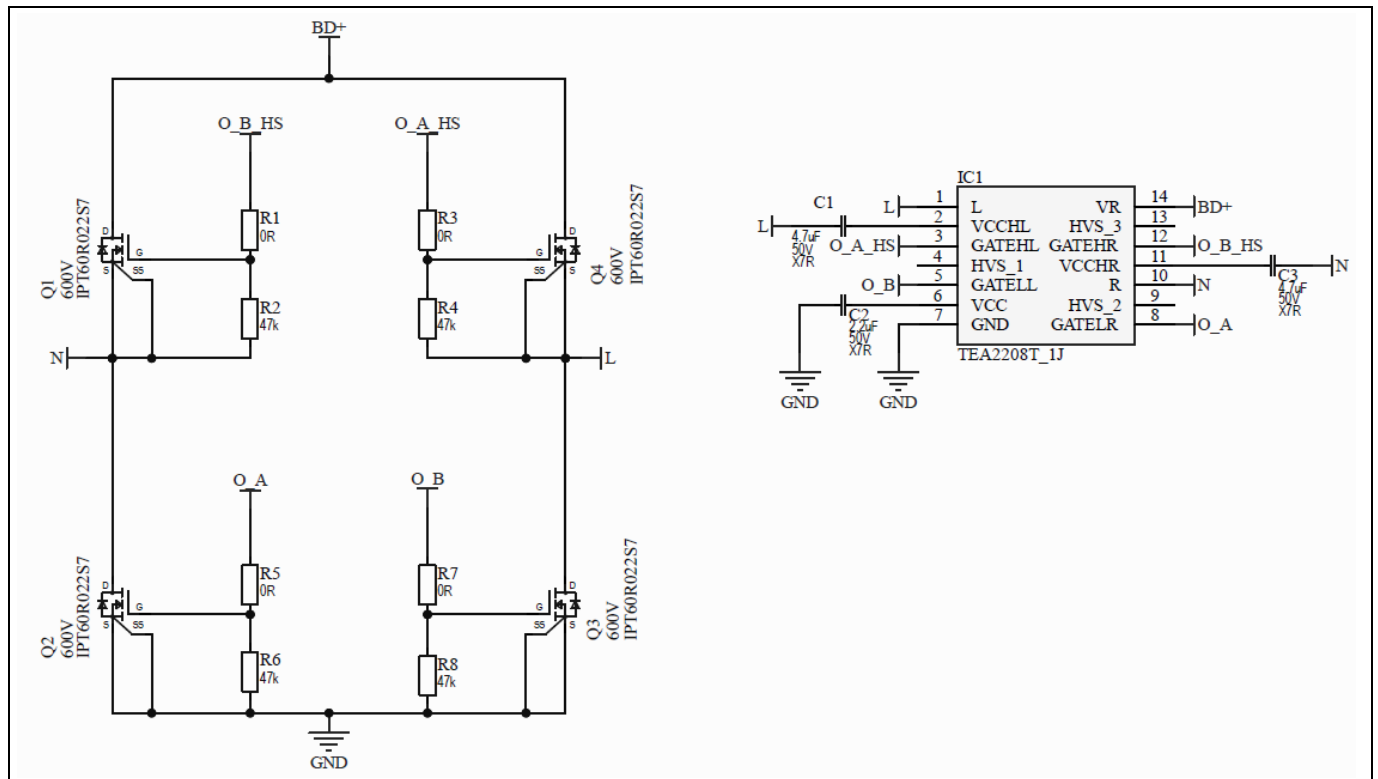 BD+
O_B_HS
O_A_HS
R1
0R
R3
0R
D
G
S
SS
Q1
600V
IPT60R022S7
D
G
S
SS
Q4
600V
IPT60R022S7
R2
47k
R4
47k
N
L
O_A
O_B
R5
0R
R7
0R
D
G
S
SS
Q2
600V
IPT60R022S7
D
G
S
SS
Q3
600V
IPT60R022S7
R6
47k
R8
47k
GND
IC1
C1
4.7uF
50V
X7R
L
L 1 L VR 14 BD+
2 VCCHL HVS_3 13
O_A_HS 3 GATEHL GATEHR 12 O_B_HS
4 HVS_1 VCCHR 11
O_B 5 GATELL R 10 N
6 VCC HVS_2 9
7 GND GATELR 8 O_A
TEA2208T_1J
C2
2.2uF
50V
X7R
C3
4.7uF
50V
X7R
N
GND
GND